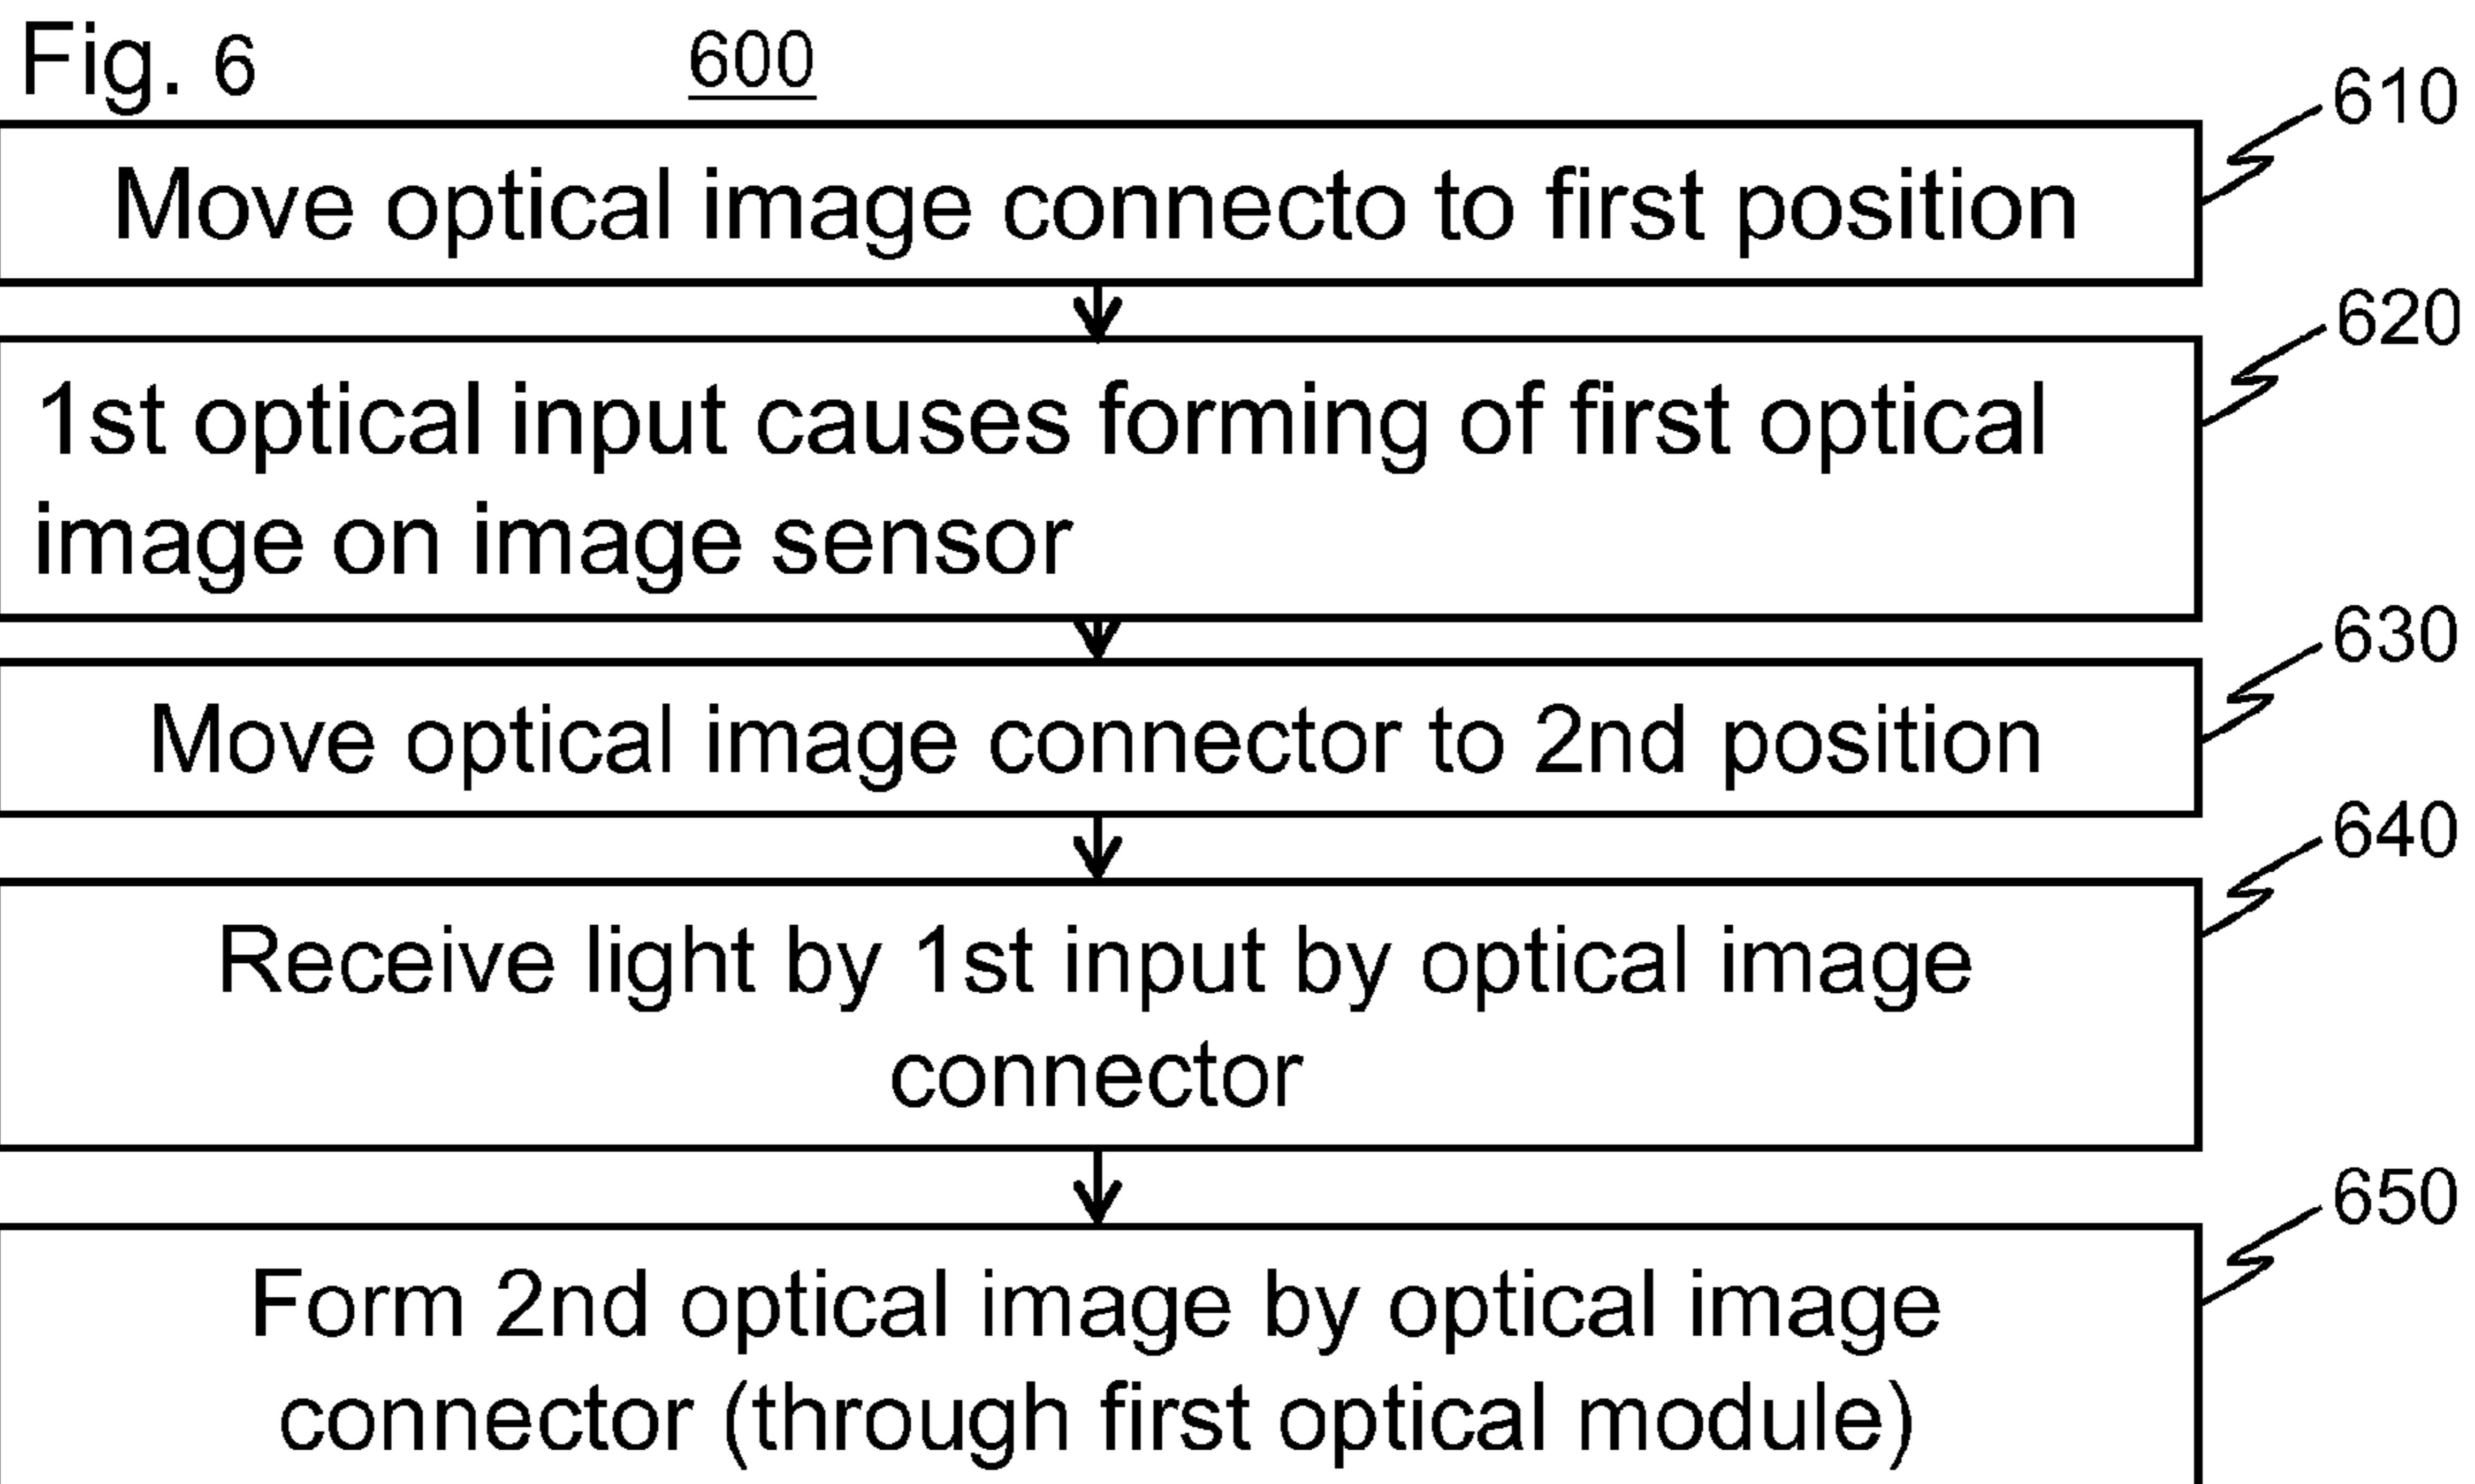 Fig. 6
600
610
Move optical image connecto to first position
620
1st optical input causes forming of first optical
image on image sensor
630
Move optical image connector to 2nd position
640
Receive light by 1st input by optical image
connector
650
Form 2nd optical image by optical image
connector (through first optical module)